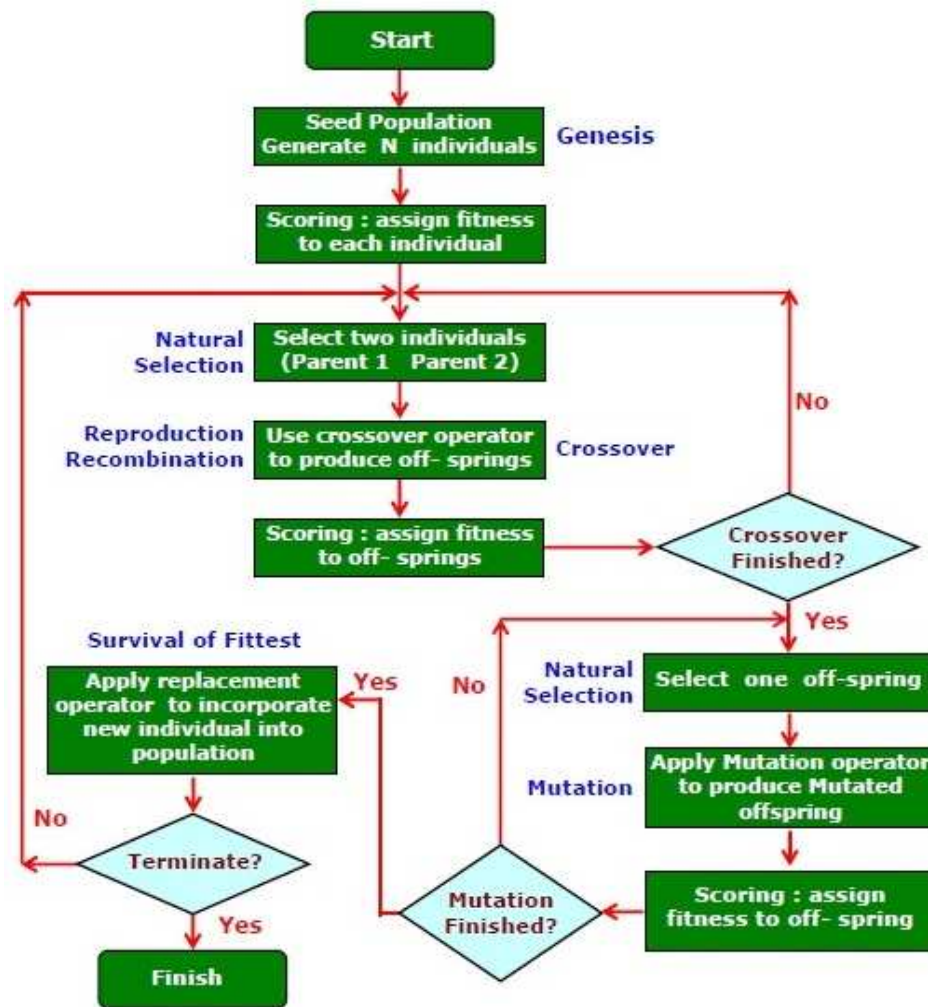 Start
Seed Population
Generate N individuals
Genesis
Scoring : assign fitness
to each individual
Natural
Selection
Select two individuals
(Parent 1 Parent 2)
No
Reproduction
Recombination
Use crossover operator
to produce off- springs
Crossover
Scoring : assign fitness
to off- springs
Crossover
Finished?
Yes
Survival of Fittest
Apply replacement
operator to incorporate
new individual into
population
Yes
No
Natural
Selection
Select one off-spring
Mutation
Apply Mutation operator
to produce Mutated
offspring
No
Terminate?
Mutation
Finished?
Scoring : assign
fitness to off- spring
Yes
Finish